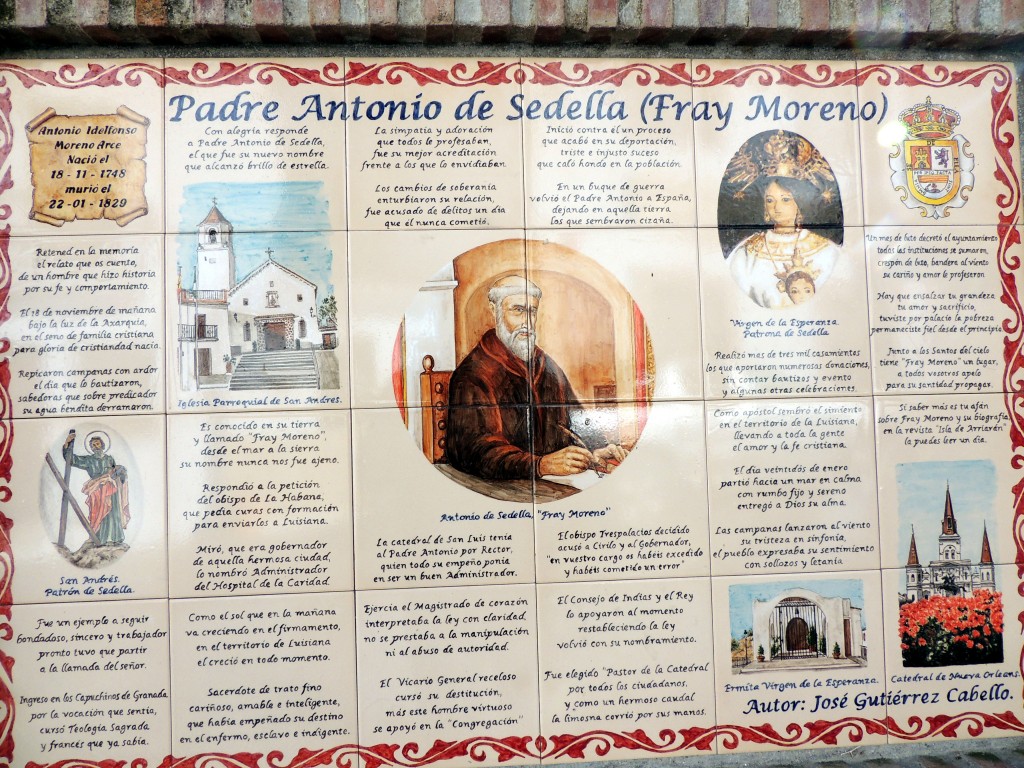 Padre Antonio de Sedella (Fray Moreno)
Antonio Idelfonso
Moreno Arce
Nació el
18 - 11 - 1748
murió el
22 - 01 - 1829
Retened en la memoria
el relato que os cuento,
de un hombre que hizo historia
por su fe y comportamiento.
El 18 de noviembre de mañana
bajo la luz de la Axarquía,
en el seno de familia cristiana
para gloria de cristiandad nacía.
Repicaron campanas con ardor
el día que lo bautizaron,
sabedoras que sobre predicador
su agua bendita derramaron.
San Andrés.
Patrón de Sedella.
Fue un ejemplo a seguir
bondadoso, sincero y trabajador
pronto tuvo que partir
a la llamada del señor.
Ingreso en los Capuchinos de Granada
por la vocación que sentía,
cursó Teología Sagrada
y francés que ya sabía.
Con alegría responde
a Padre Antonio de Sedella,
el que fue su nuevo nombre
que alcanzó brillo de estrella.
Iglesia Parroquial de San Andres.
Es conocido en su tierra
y llamado "Fray Moreno",
desde el mar a la sierra
su nombre nunca nos fue ajeno.
Respondió a la petición
del obispo de La Habana,
que pedía curas con formación
para enviarlos a Luisiana.
Miró, que era gobernador
de aquella hermosa ciudad,
lo nombró Administrador
del Hospital de la Caridad.
Como el sol que en la mañana
va creciendo en el firmamento,
en el territorio de Luisiana
el creció en todo momento.
Sacerdote de trato fino
cariñoso, amable e inteligente,
que había empeñado su destino
en el enfermo, esclavo e indigente.
La simpatía y adoración
que todos le profesaban,
fue su mejor acreditación
frente a los que lo envidiaban.
Los cambios de soberanía
enturbiaron su relación,
fue acusado de delitos un día
que el nunca cometió.
Inició contra él un proceso
que acabó en su deportación,
triste e injusto suceso
que caló hondo en la población.
En un buque de guerra
volvió el Padre Antonio a España,
dejando en aquella tierra
los que sembraron cizaña.
Antonio de Sedella, "Fray Moreno"
La catedral de San Luis tenía
al Padre Antonio por Rector,
quien todo su empeño ponía
en ser un buen Administrador.
El obispo Trespalacios decidido
acusó a Cirilo y al Gobernador,
"en vuestro cargo os habéis excedido
y habéis cometido un error"
Ejercía el Magistrado de corazón
interpretaba la ley con claridad,
no se prestaba a la manipulación
ni al abuso de autoridad.
El Vicario General receloso
cursó su destitución,
más este hombre virtuoso
se apoyó en la "Congregación"
El Consejo de Indias y el Rey
lo apoyaron al momento
restableciendo la ley
volvió con su nombramiento.
Fue elegido "Pastor de la Catedral"
por todos los ciudadanos,
y como un hermoso caudal
la limosna corrió por sus manos.
Virgen de la Esperanza.
Patrona de Sedella
Realizó mas de tres mil casamientos
los que aportaron numerosas donaciones,
sin contar bautizos y evento
y algunas otras celebraciones.
Como apóstol sembró el simiento
en el territorio de la Luisiana,
llevando a toda la gente
el amor y la fe cristiana.
El día veintidós de enero
partió hacia un mar en calma
con rumbo fijo y sereno
entregó a Dios su alma.
Las campanas lanzaron al viento
su tristeza en sinfonía,
el pueblo expresaba su sentimiento
con sollozos y letanía
Ermita Virgen de la Esperanza.
Un mes de luto decretó el ayuntamiento
todas las instituciones se sumaron,
crespón de luto, bandera al viento
su cariño y amor le profesaron
Hay que ensalzar tu grandeza
tu amor y sacrificio,
tuviste por palacio la pobreza
permaneciste fiel desde el principio
Junto a los Santos del cielo
tiene "Fray Moreno" un lugar,
a todos vosotros apelo
para su santidad propagar.
Si saber más es tu afán
sobre Fray Moreno y su biografía
en la revista "Isla de Arriarán"
la puedes leer un día.
Catedral de Nueva Orleans.
Autor: José Gutiérrez Cabello.